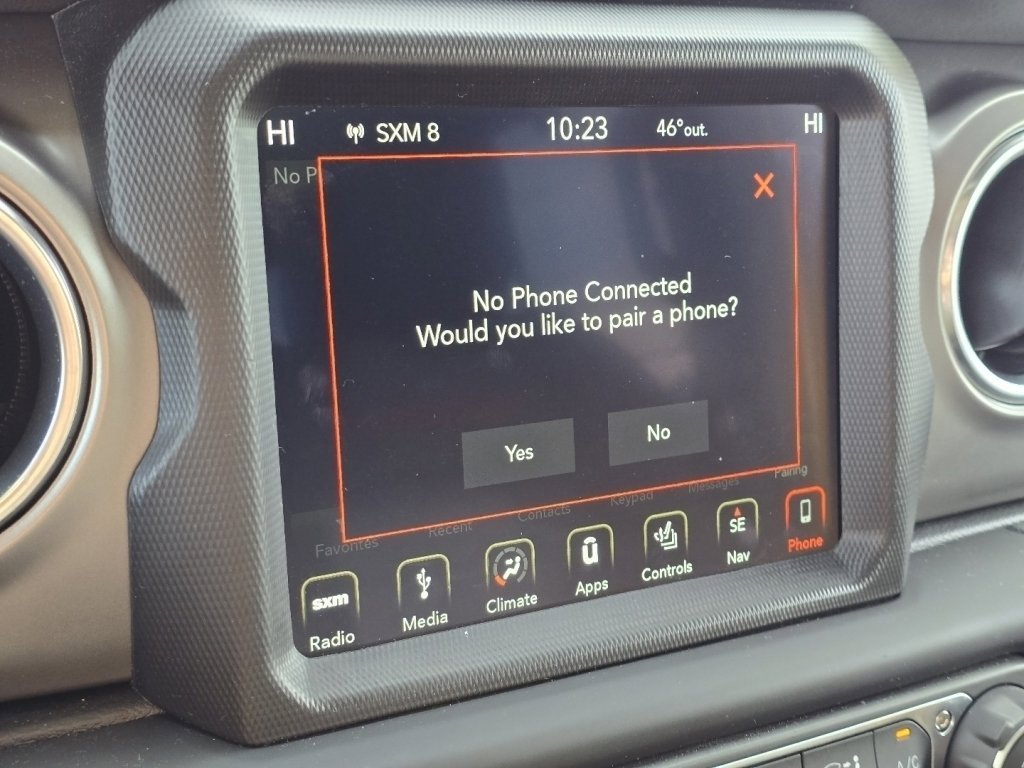 HI SXM 8 10:23 46°out. HI
No P
No Phone Connected
Would you like to pair a phone?
Yes No
Favorites Recent Contacts Keypad Messages Pairing
sxm SE
Radio Media Climate Apps Controls Nav Phone
A/C